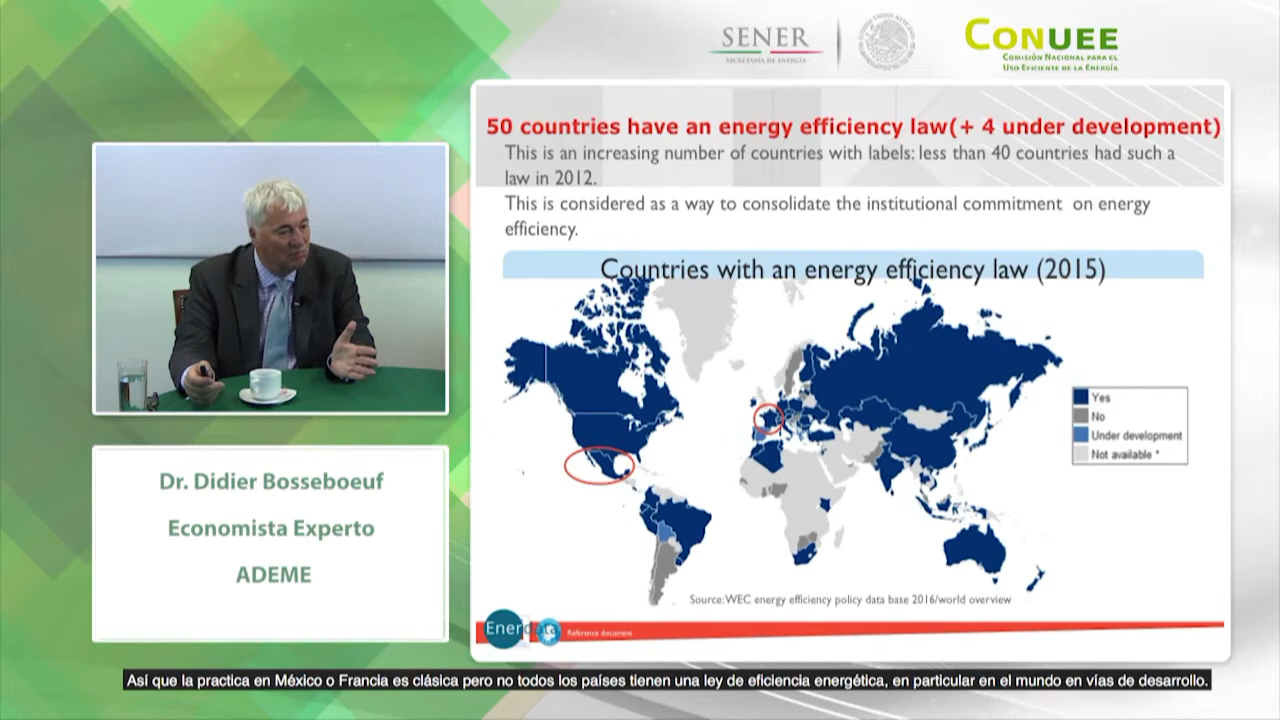 SENER
SECRETARÍA DE ENERGÍA
CONUEE
COMISIÓN NACIONAL PARA EL
USO EFICIENTE DE LA ENERGÍA
50 countries have an energy efficiency law(+ 4 under development)
This is an increasing number of countries with labels: less than 40 countries had such a
law in 2012.
This is considered as a way to consolidate the institutional commitment on energy
efficiency.
Countries with an energy efficiency law (2015)
Yes
No
Under development
Not available *
Source: WEC energy efficiency policy data base 2016/world overview
Enerdata
Référence document
Dr. Didier Bosseboeuf
Economista Experto
ADEME
Así que la practica en México o Francia es clásica pero no todos los países tienen una ley de eficiencia energética, en particular en el mundo en vías de desarrollo.